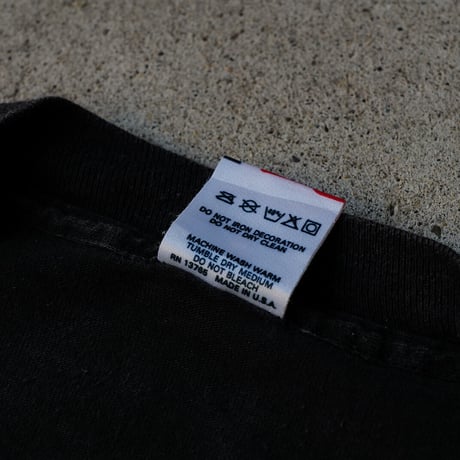 DO NOT IRON DECORATION
DO NOT DRY CLEAN
MACHINE WASH WARM
TUMBLE DRY MEDIUM
DO NOT BLEACH
RN 13765 MADE IN U.S.A.